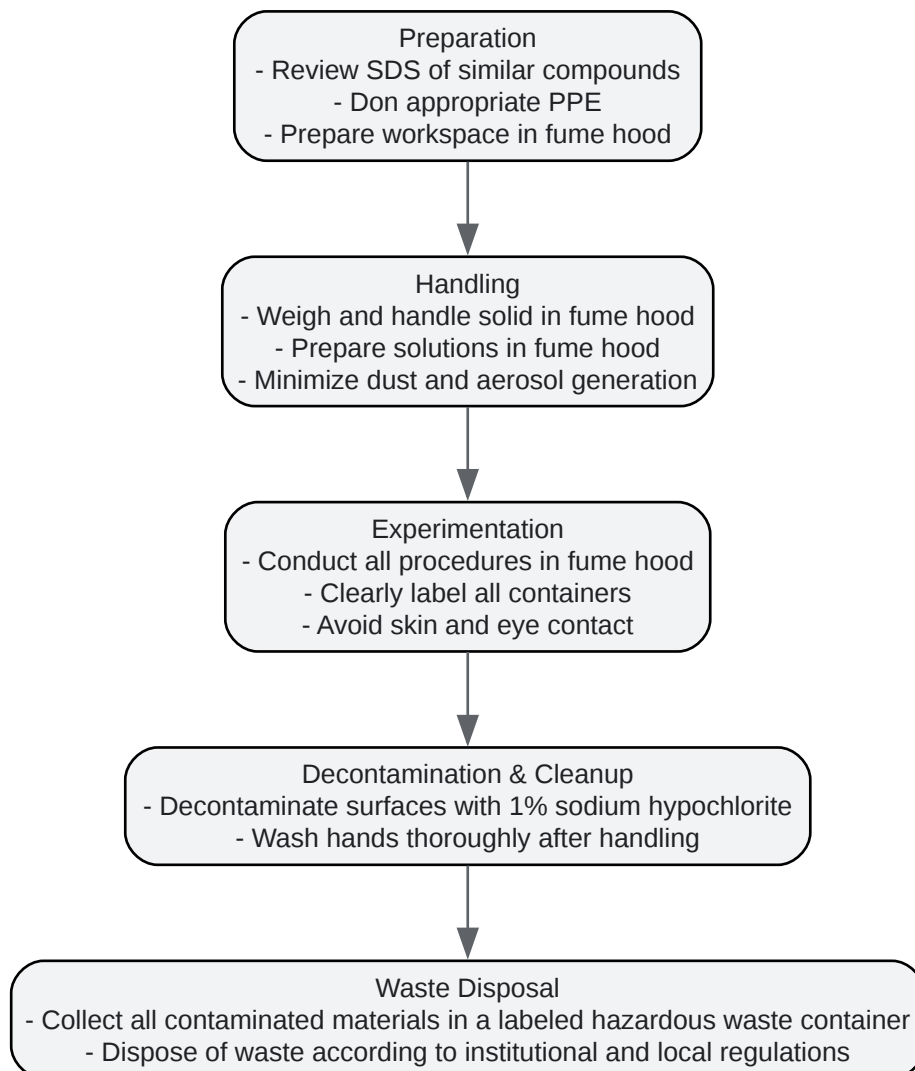 Preparation
- Review SDS of similar compounds
- Don appropriate PPE
- Prepare workspace in fume hood
Handling
- Weigh and handle solid in fume hood
- Prepare solutions in fume hood
- Minimize dust and aerosol generation
Experimentation
- Conduct all procedures in fume hood
- Clearly label all containers
- Avoid skin and eye contact
Decontamination & Cleanup
- Decontaminate surfaces with 1% sodium hypochlorite
- Wash hands thoroughly after handling
Waste Disposal
- Collect all contaminated materials in a labeled hazardous waste container
- Dispose of waste according to institutional and local regulations